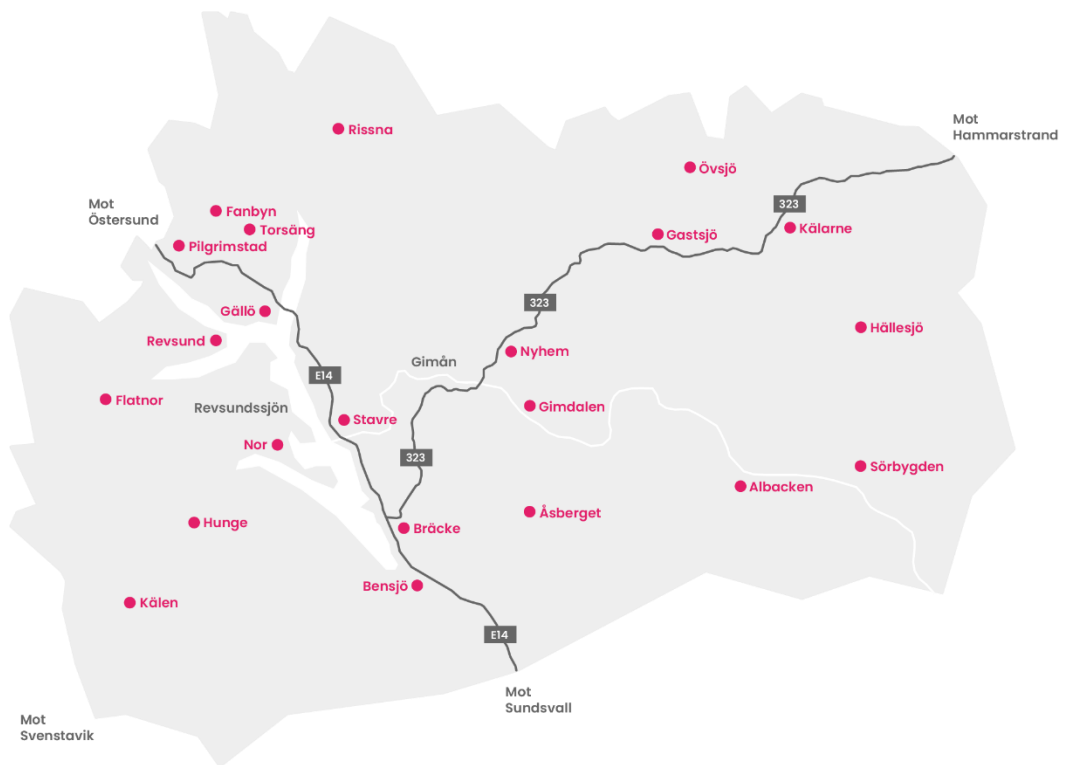 Mot
Hammarstrand
Rissna
Övsjö
Mot
Östersund
323
Fanbyn
Torsäng
Kälarne
Gastsjö
Pilgrimstad
323
Gällö
Hällesjö
Revsund
Nyhem
Gimån
E14
Flatnor
Revsundssjön
Gimdalen
Stavre
Nor
323
Sörbygden
Albacken
Åsberget
Hunge
Bräcke
Bensjö
Kälen
E14
Mot
Sundsvall
Mot
Svenstavik